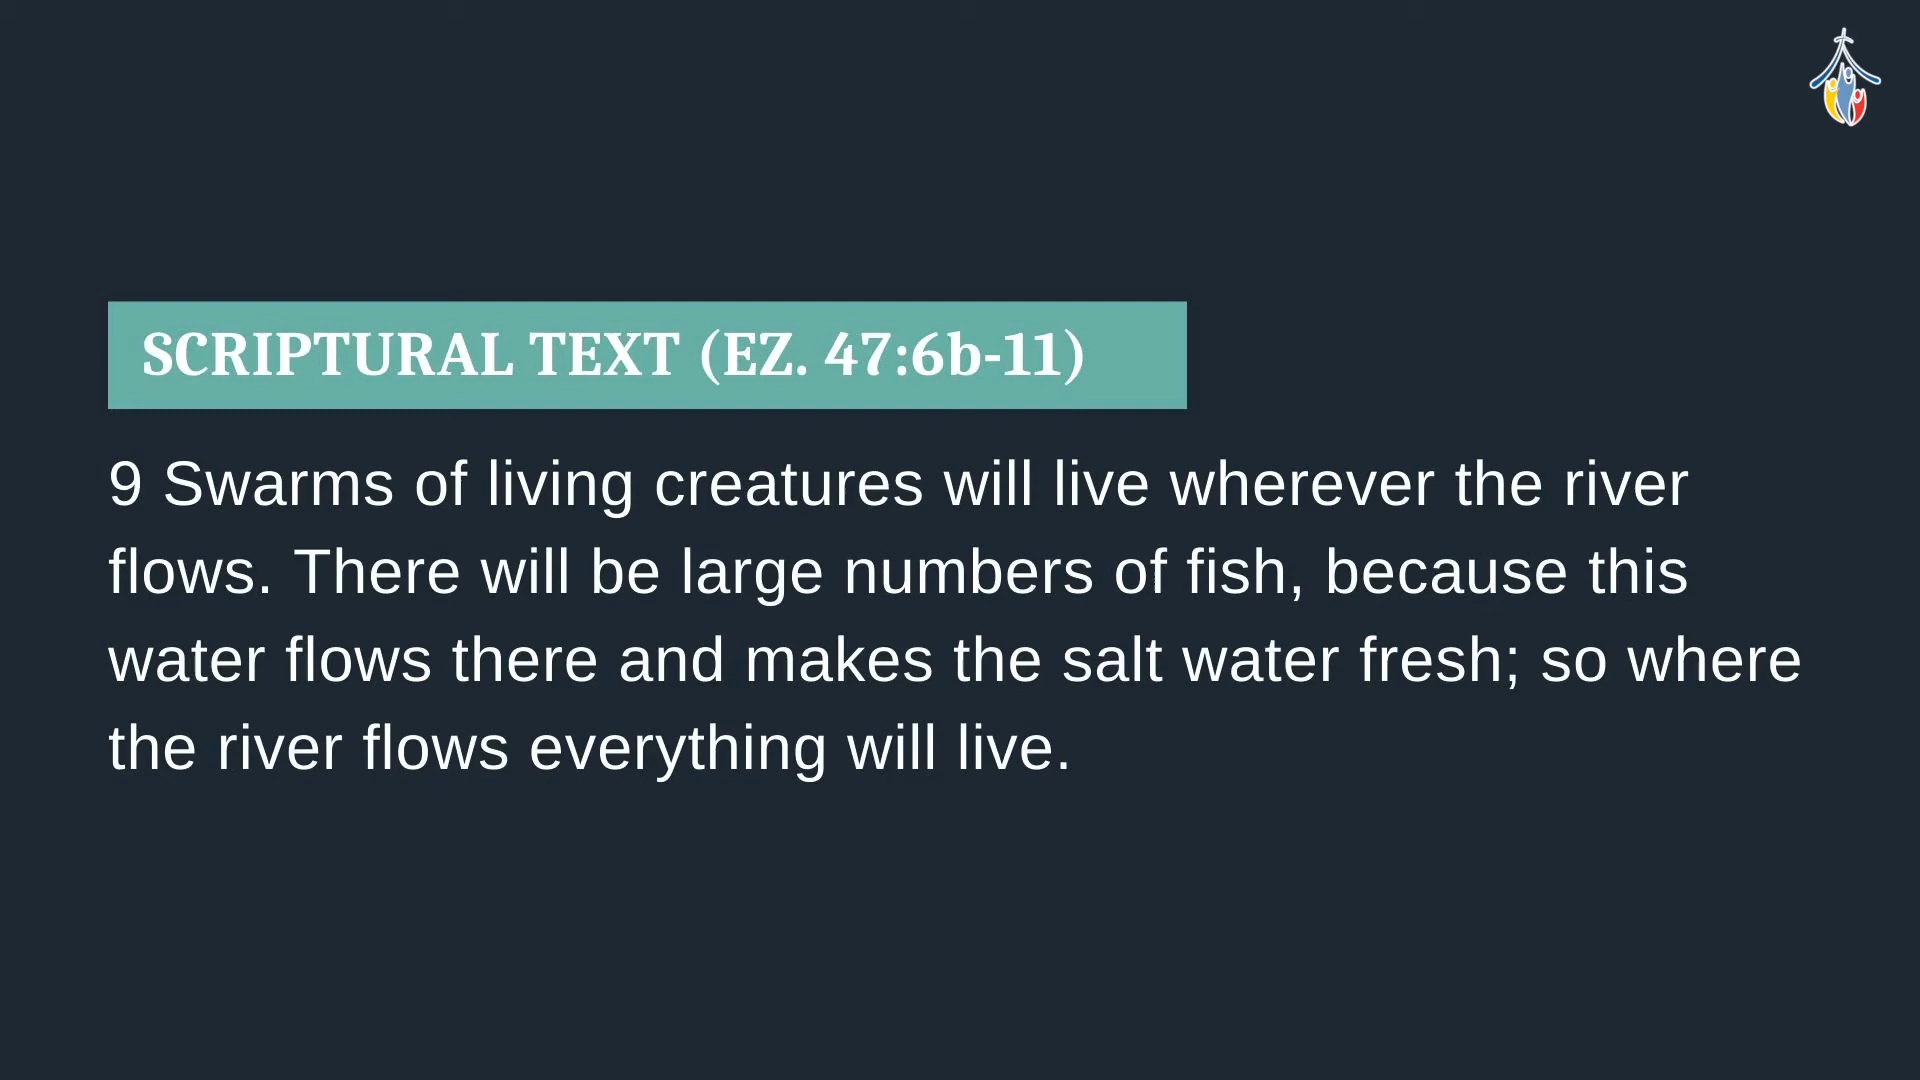 SCRIPTURAL TEXT (EZ. 47:6b-11)
9 Swarms of living creatures will live wherever the river
flows. There will be large numbers of fish, because this
water flows there and makes the salt water fresh; so where
the river flows everything will live.